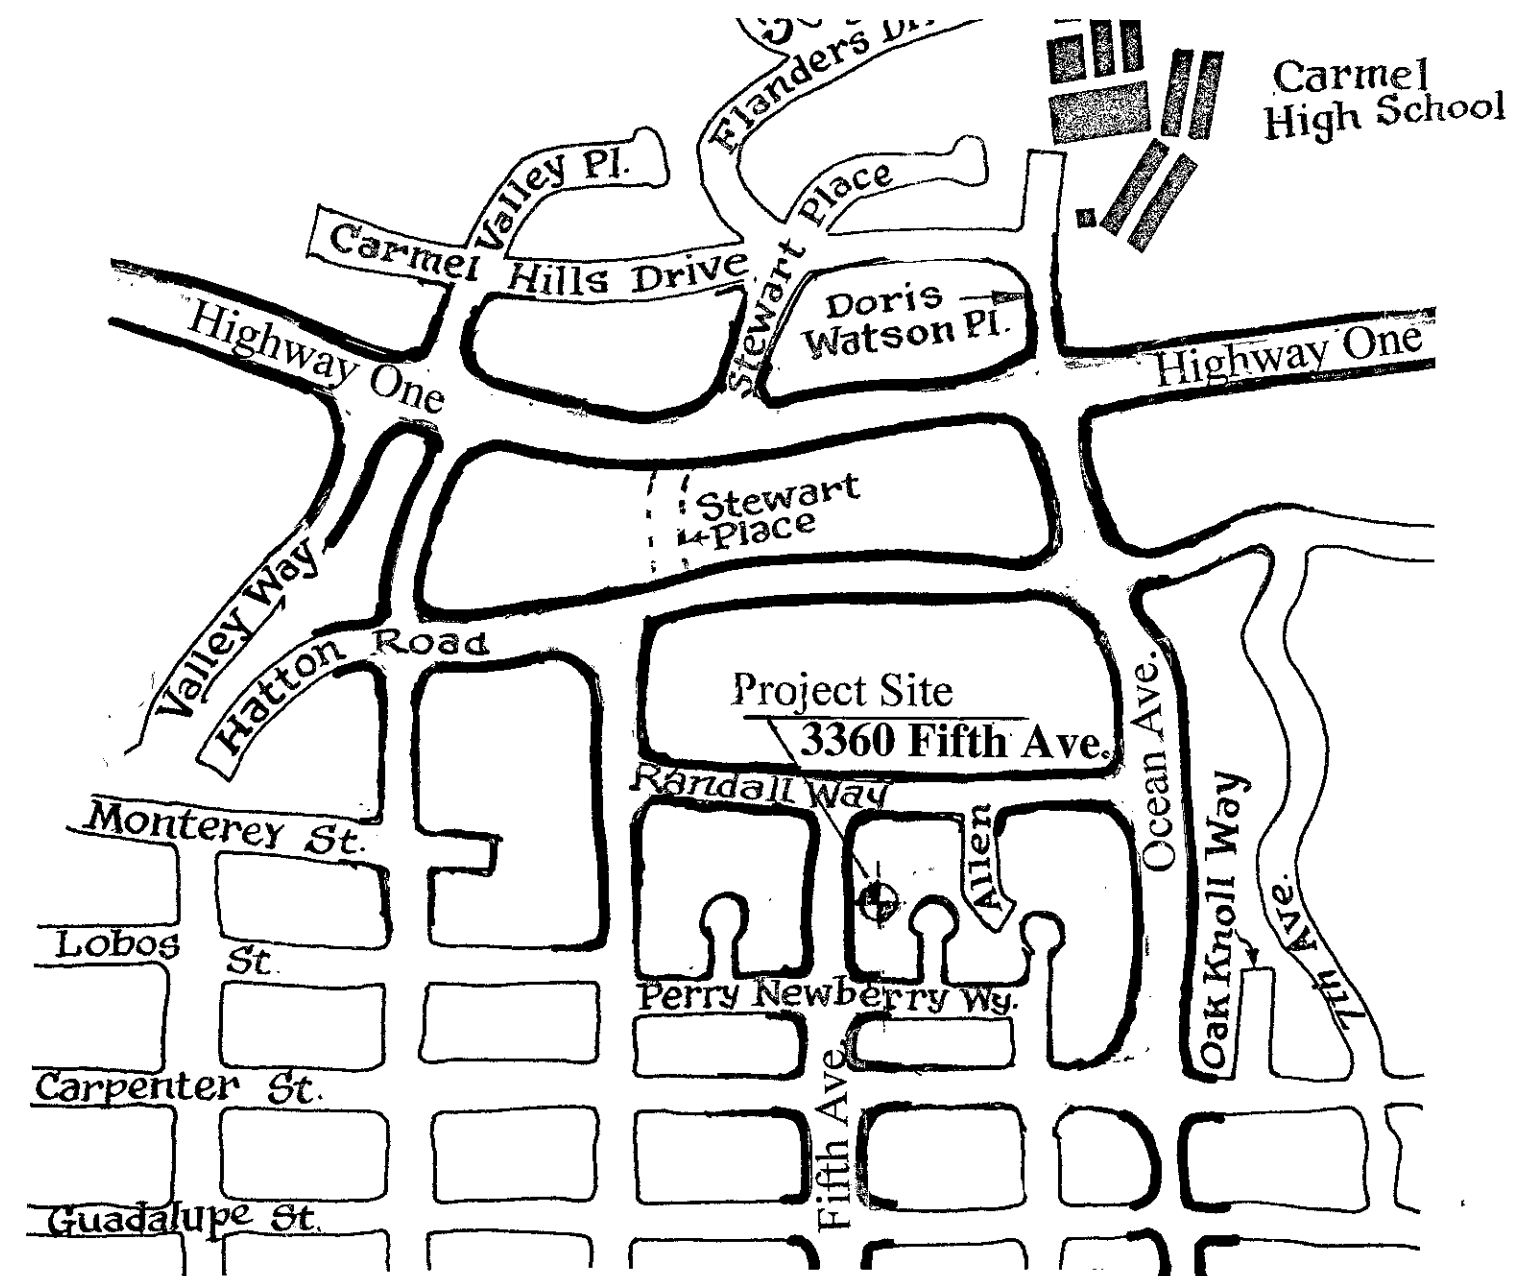 Flanders Dr.
Carmel
High School
Valley Pl.
Place
Carmel Hills Drive
Stewart
Doris
Watson Pl.
Highway One
Highway One
Stewart
Place
Valley Way
Hatton Road
Project Site
3360 Fifth Ave.
Randall Way
Ocean Ave.
Allen
Oak Knoll Way
7th Ave.
Monterey St.
Lobos St.
Perry Newberry Wy.
Carpenter St.
Fifth Ave
Guadalupe St.